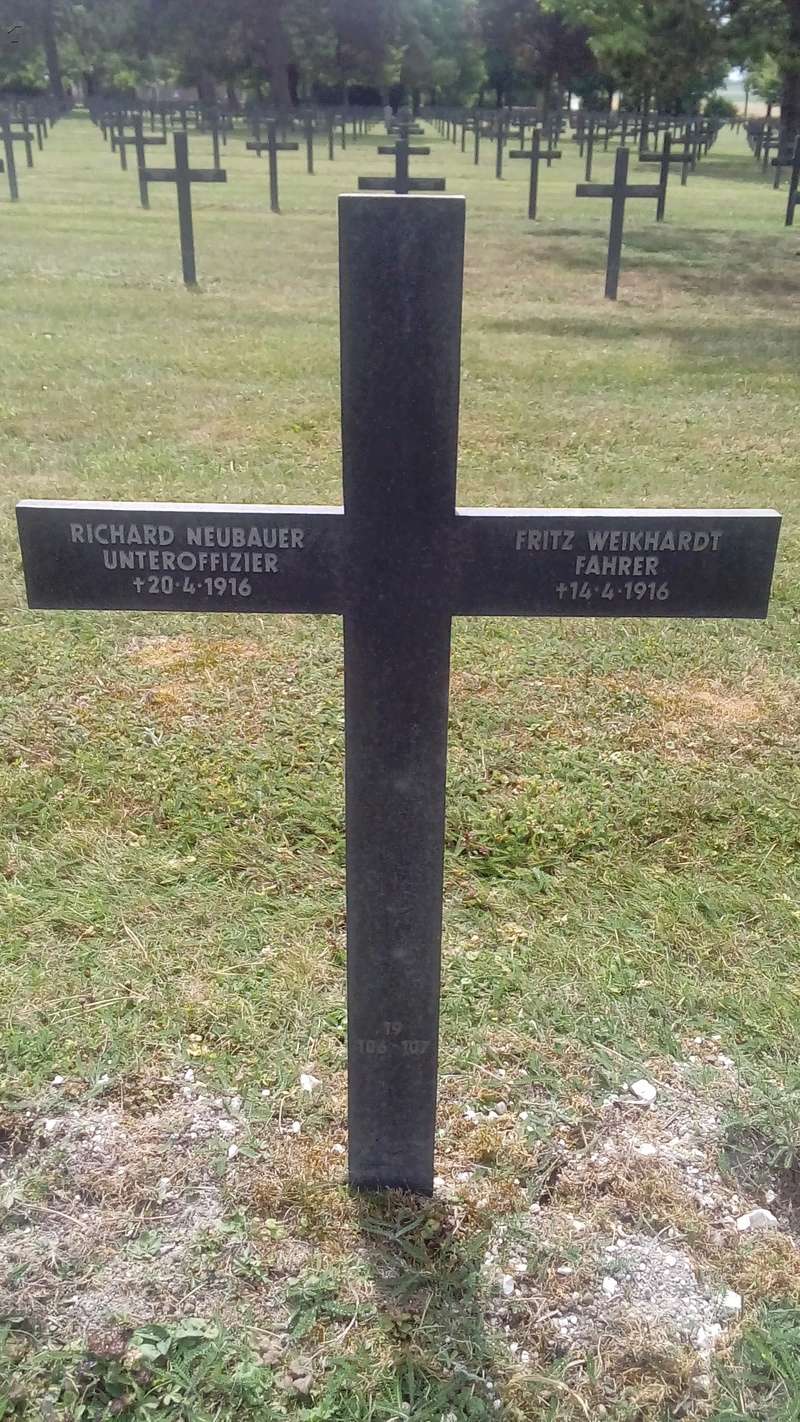 RICHARD NEUBAUER
UNTEROFFIZIER
✝20·4·1916
FRITZ WEIKHARDT
FAHRER
✝14·4·1916
19
106 107